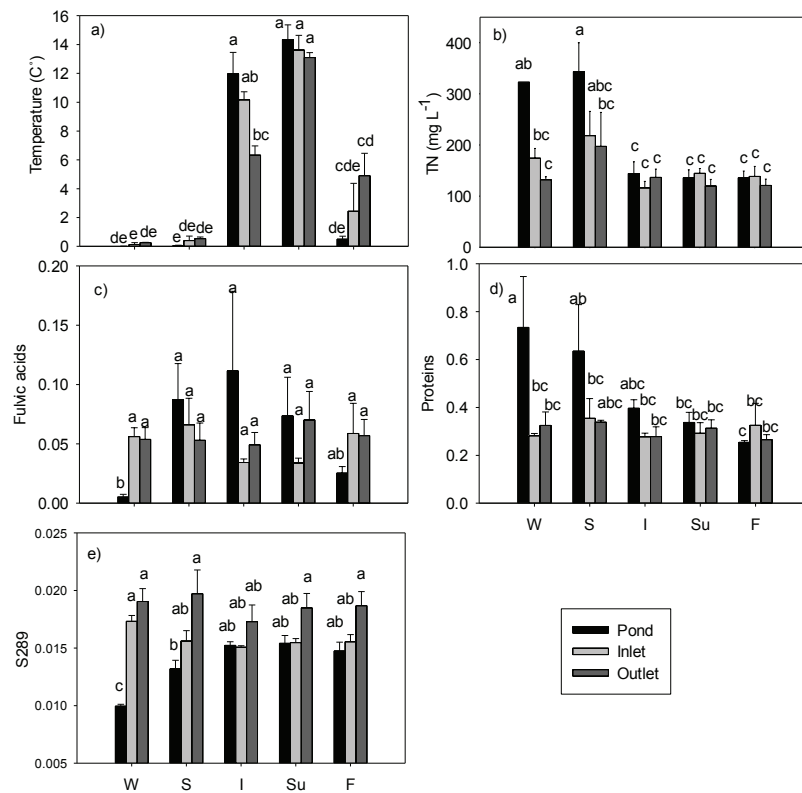 a)
Temperature (C°)
16
14
12
10
8
6
4
2
0
de e de
e de de
a ab bc
a a a
de cde cd
b)
TN (mg L-1)
400
300
200
100
0
ab bc c
a abc bc
c c c
c c c
c c c
c)
Fulvic acids
0.20
0.15
0.10
0.05
0.00
b a a
a a a
a a a
a a a
ab a a
d)
Proteins
1.0
0.8
0.6
0.4
0.2
0.0
a bc bc
ab bc abc
abc bc bc
bc bc bc
c bc bc
W S I Su F
e)
S289
0.025
0.020
0.015
0.010
0.005
c a a
b ab a
ab ab ab
ab ab a
ab ab a
W S I Su F
Pond
Inlet
Outlet